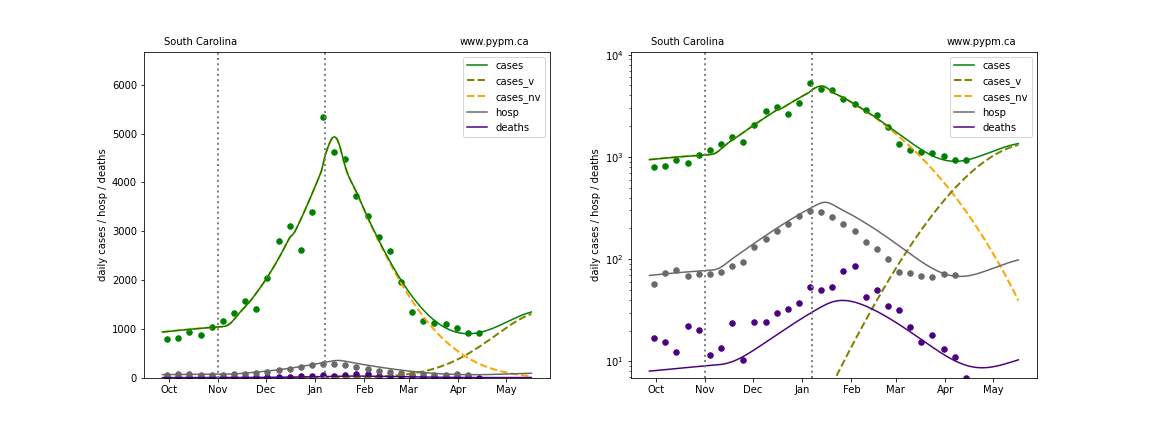 South Carolina www.pypm.ca
cases
cases_v
cases_nv
hosp
deaths
daily cases / hosp / deaths
6000
5000
4000
3000
2000
1000
0
Oct Nov Dec Jan Feb Mar Apr May
South Carolina www.pypm.ca
cases
cases_v
cases_nv
hosp
deaths
daily cases / hosp / deaths
10⁴
10³
10²
10¹
Oct Nov Dec Jan Feb Mar Apr May